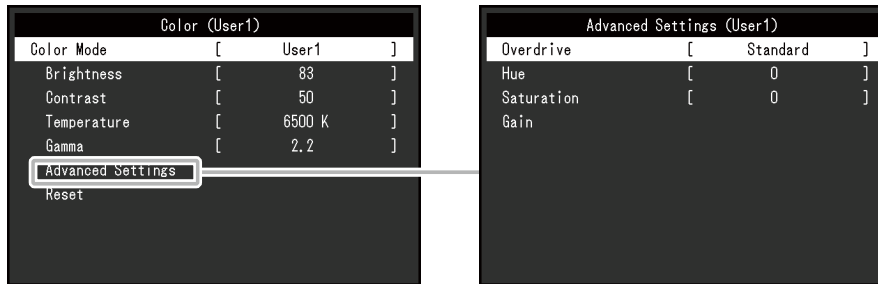 Color (User1)
Color Mode [ User1 ]
Brightness [ 83 ]
Contrast [ 50 ]
Temperature [ 6500 K ]
Gamma [ 2.2 ]
Advanced Settings
Reset
Advanced Settings (User1)
Overdrive [ Standard ]
Hue [ 0 ]
Saturation [ 0 ]
Gain